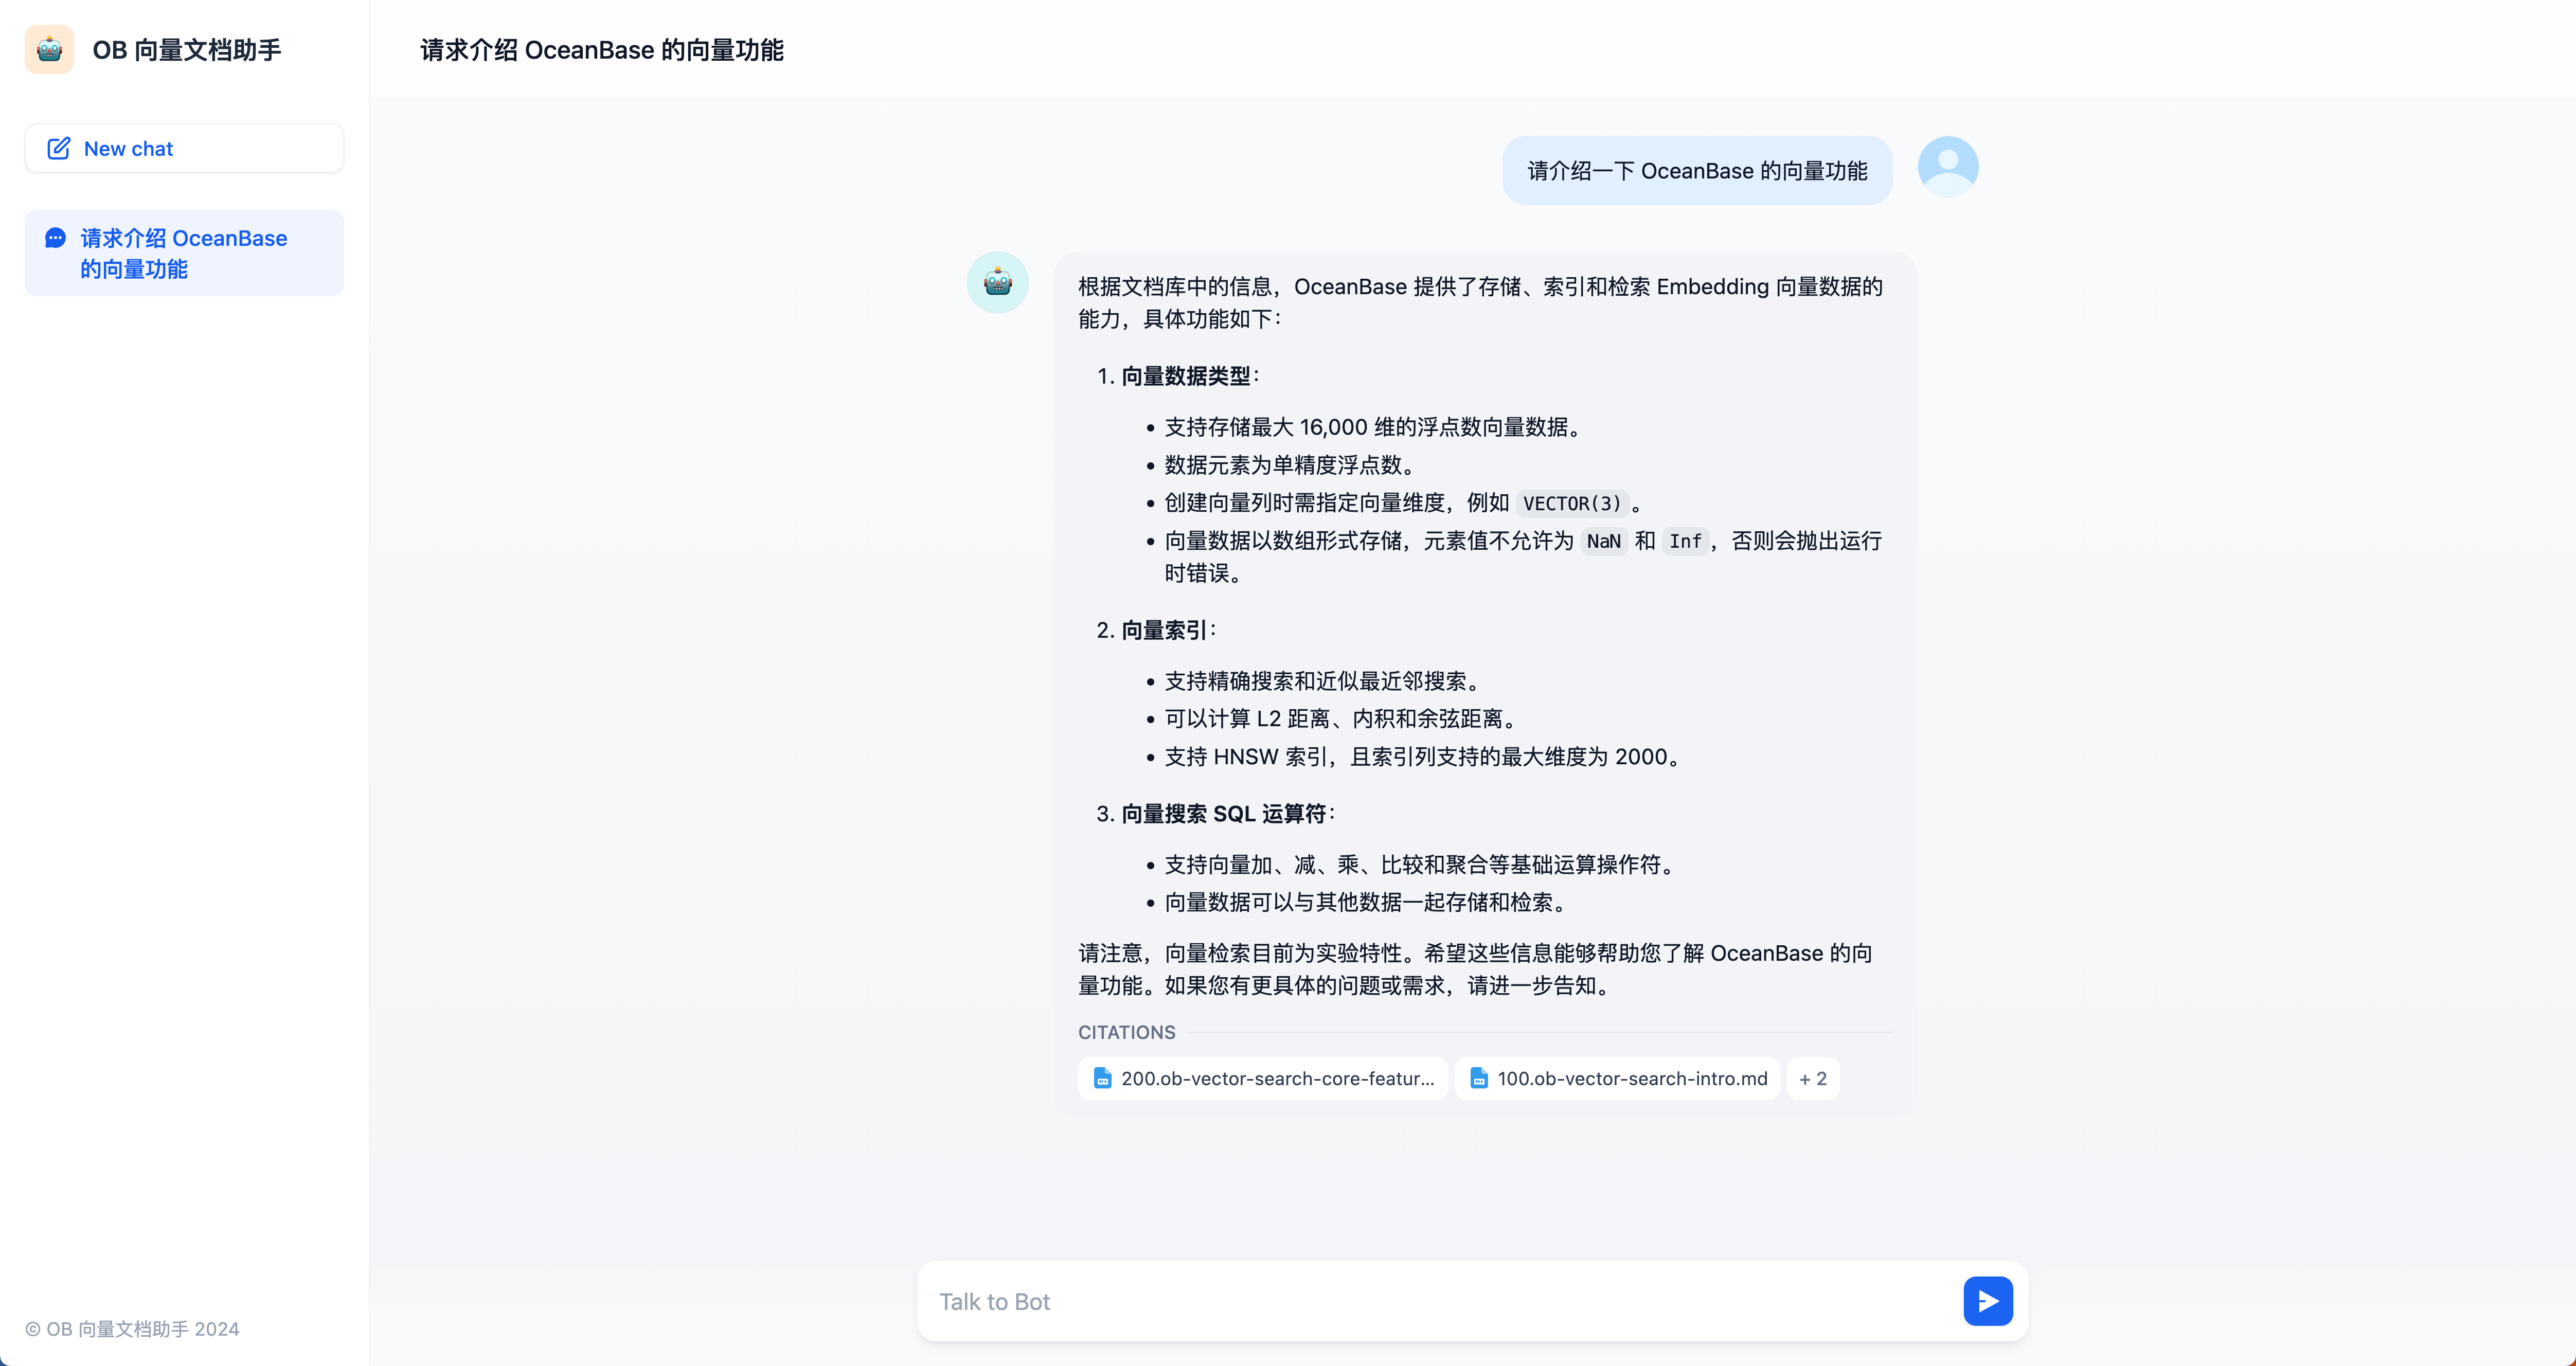 OB 向量文档助手
New chat
请求介绍 OceanBase
的向量功能
© OB 向量文档助手 2024
请求介绍 OceanBase 的向量功能
请介绍一下 OceanBase 的向量功能
根据文档库中的信息，OceanBase 提供了存储、索引和检索 Embedding 向量数据的
能力，具体功能如下：
1. 向量数据类型：
• 支持存储最大 16,000 维的浮点数向量数据。
• 数据元素为单精度浮点数。
• 创建向量列时需指定向量维度，例如 VECTOR(3) 。
• 向量数据以数组形式存储，元素值不允许为 NaN 和 Inf ，否则会抛出运行
时错误。
2. 向量索引：
• 支持精确搜索和近似最近邻搜索。
• 可以计算 L2 距离、内积和余弦距离。
• 支持 HNSW 索引，且索引列支持的最大维度为 2000。
3. 向量搜索 SQL 运算符：
• 支持向量加、减、乘、比较和聚合等基础运算操作符。
• 向量数据可以与其他数据一起存储和检索。
请注意，向量检索目前为实验特性。希望这些信息能够帮助您了解 OceanBase 的向
量功能。如果您有更具体的问题或需求，请进一步告知。
CITATIONS
200.ob-vector-search-core-featur... 100.ob-vector-search-intro.md + 2
Talk to Bot